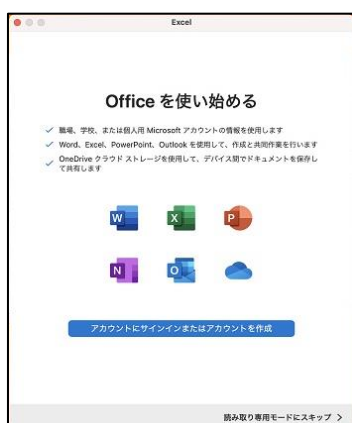 Excel
Office を使い始める
職場、学校、または個人用 Microsoft アカウントの情報を使用します
Word、Excel、PowerPoint、Outlook を使用して、作成と共同作業を行います
OneDrive クラウド ストレージを使用して、デバイス間でドキュメントを保存し
て共有します
W X P
N O
アカウントにサインインまたはアカウントを作成
読み取り専用モードにスキップ >